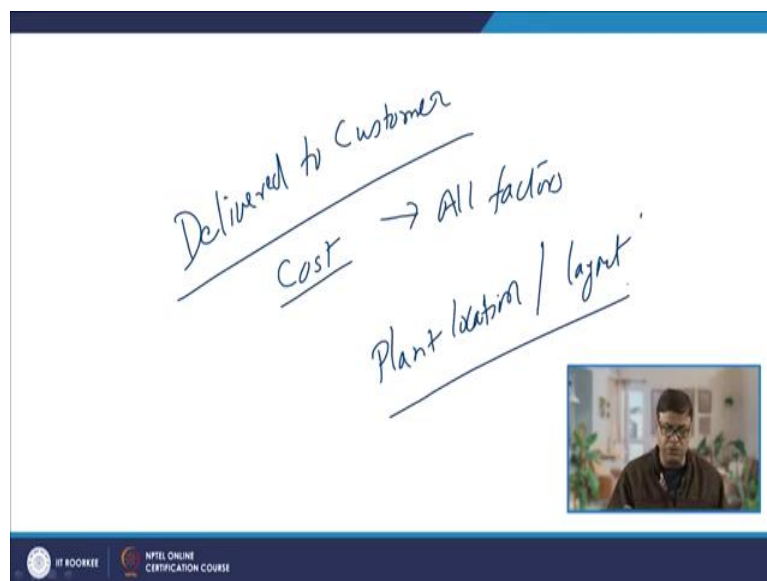 Delivered to Customer
Cost → All factors
Plant location / layout
IIT ROORKEE
NPTEL ONLINE
CERTIFICATION COURSE